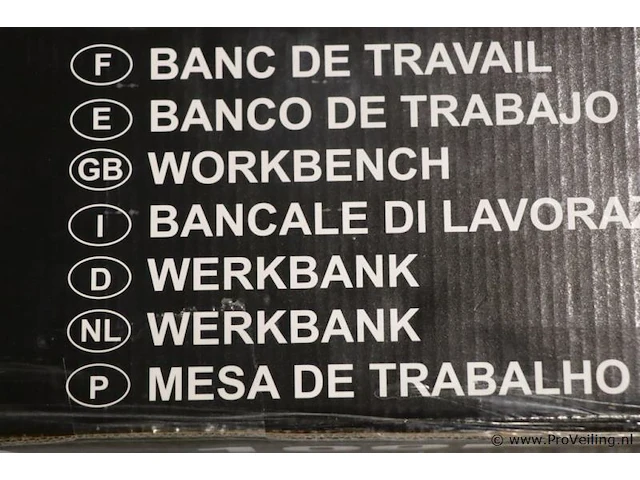 F BANC DE TRAVAIL
E BANCO DE TRABAJO
GB WORKBENCH
I BANCALE DI
D WERKBANK
NL WERKBANK
P MESA DE TRABALHO
© www.ProVeiling.nl